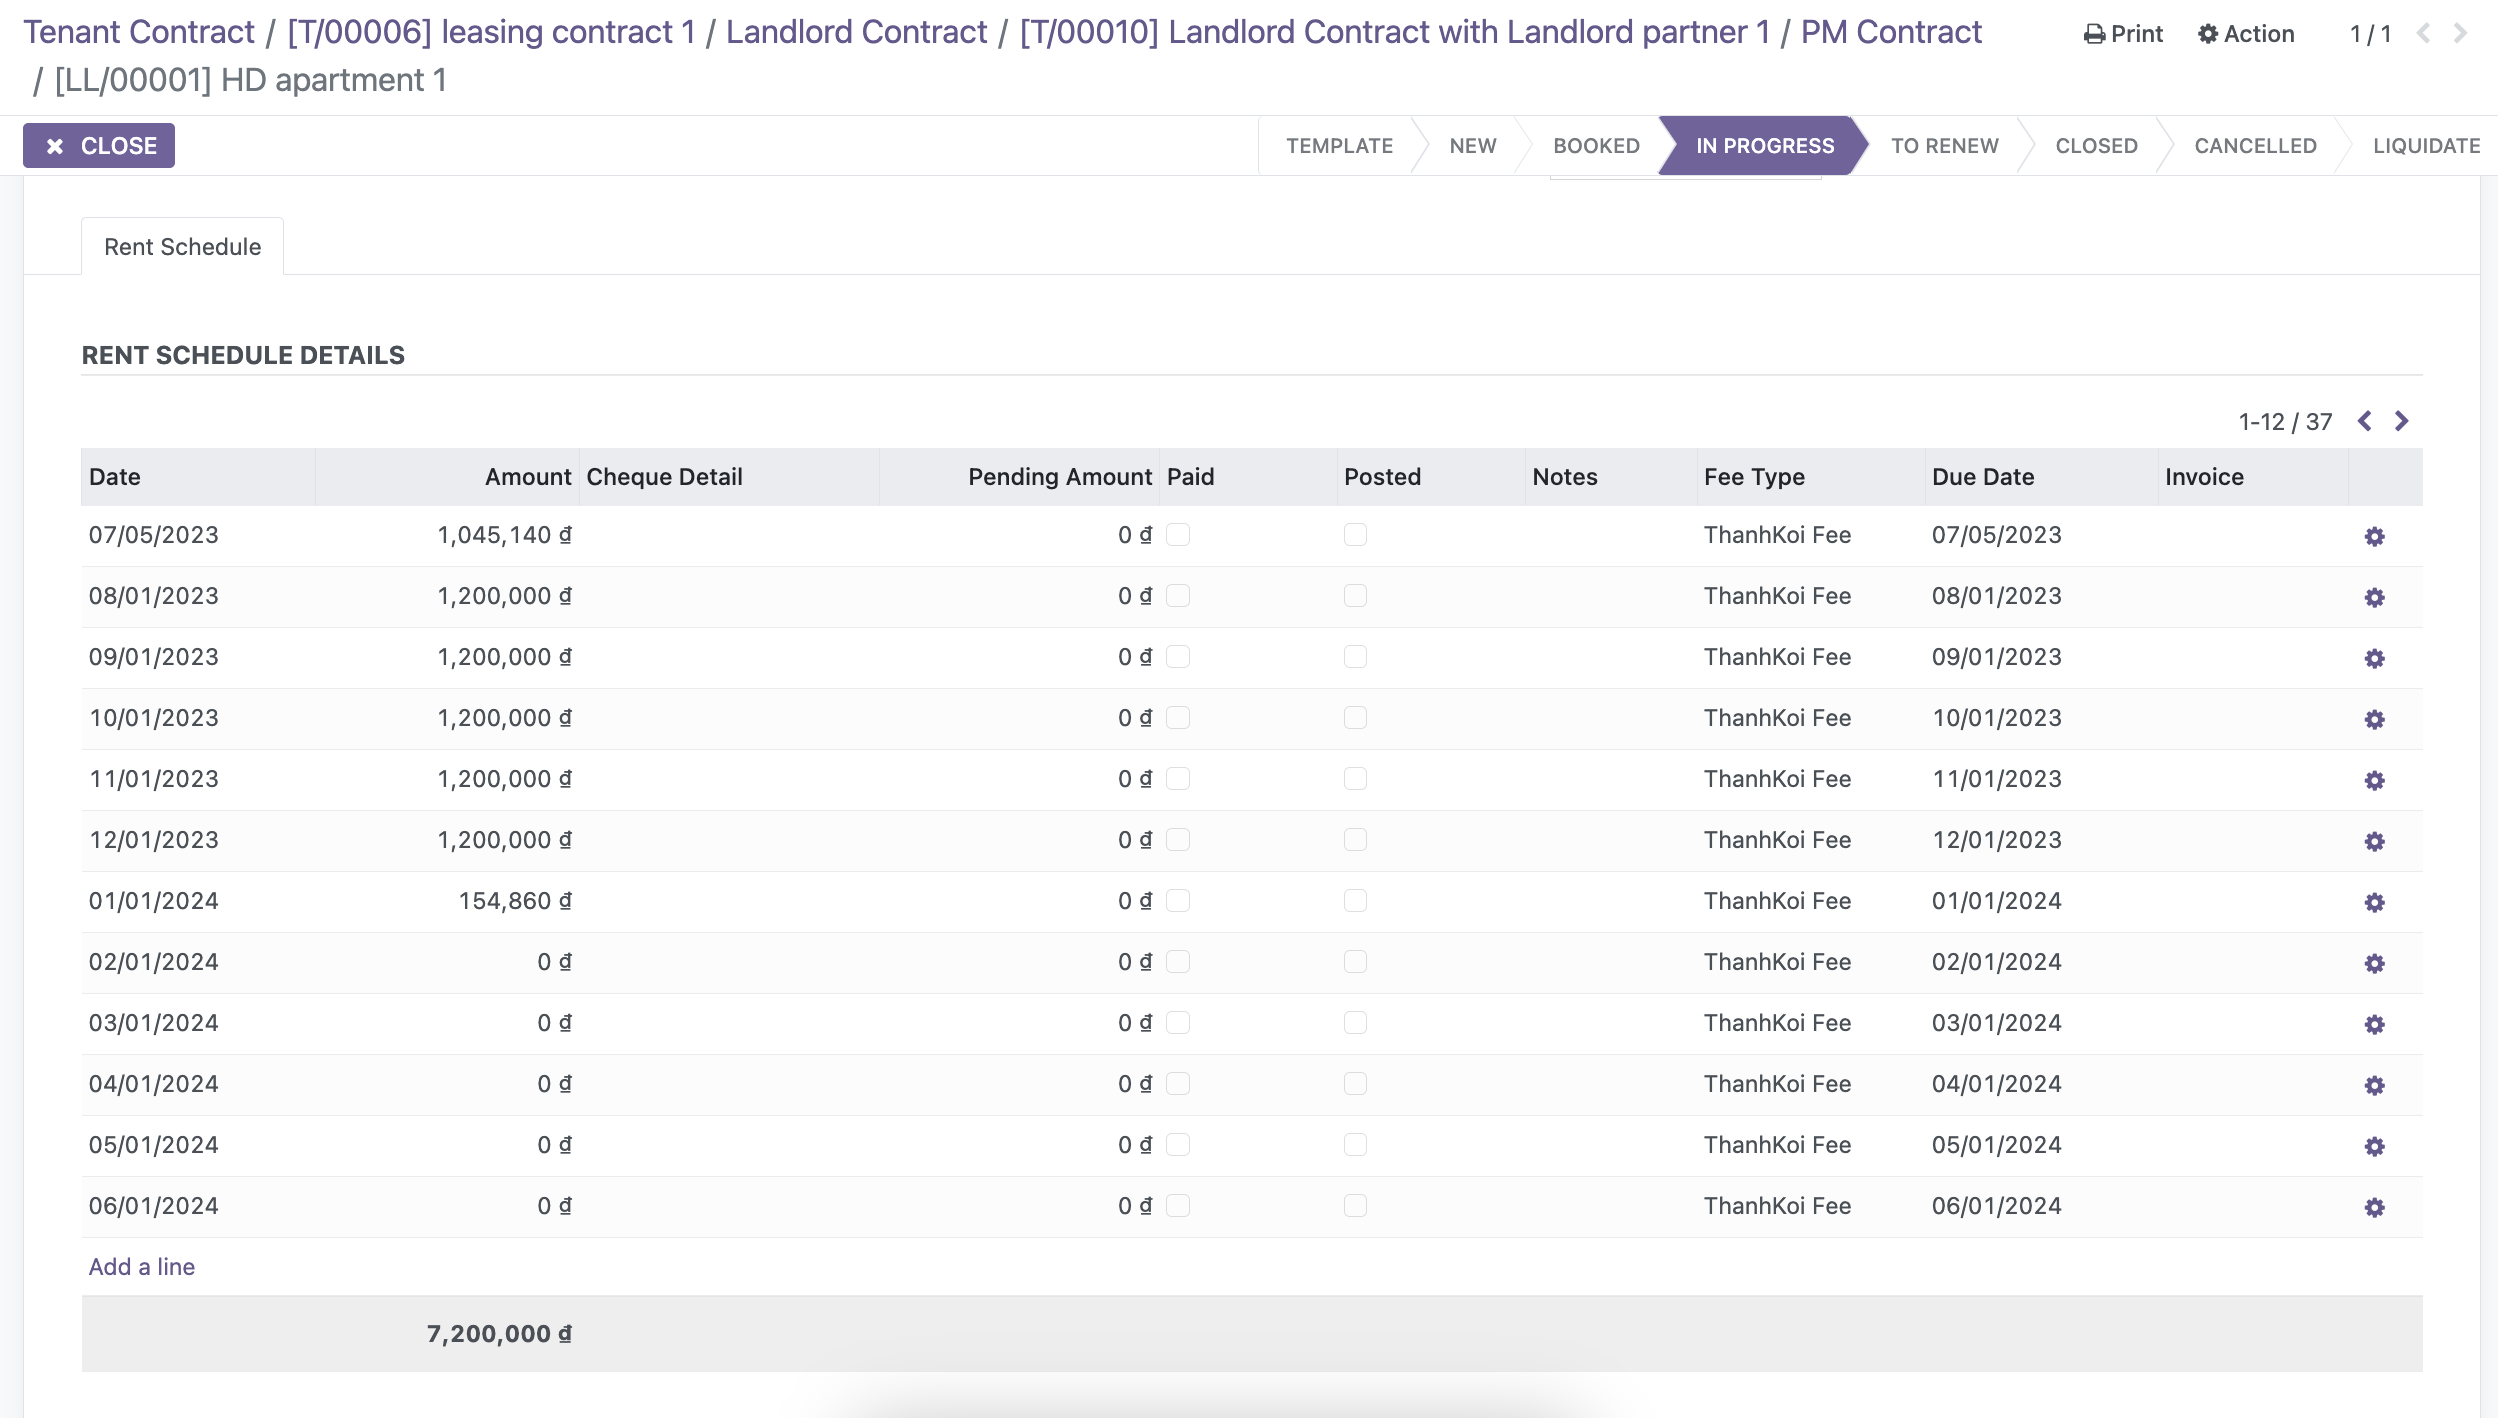 Tenant Contract / [T/00006] leasing contract 1 / Landlord Contract / [T/00010] Landlord Contract with Landlord partner 1 / PM Contract
/ [LL/00001] HD apartment 1
Print Action 1 / 1
CLOSE
TEMPLATE NEW BOOKED IN PROGRESS TO RENEW CLOSED CANCELLED LIQUIDATE
Rent Schedule
RENT SCHEDULE DETAILS
1-12 / 37
Date Amount Cheque Detail Pending Amount Paid Posted Notes Fee Type Due Date Invoice
07/05/2023 1,045,140 ₫ 0 ₫ ThanhKoi Fee 07/05/2023
08/01/2023 1,200,000 ₫ 0 ₫ ThanhKoi Fee 08/01/2023
09/01/2023 1,200,000 ₫ 0 ₫ ThanhKoi Fee 09/01/2023
10/01/2023 1,200,000 ₫ 0 ₫ ThanhKoi Fee 10/01/2023
11/01/2023 1,200,000 ₫ 0 ₫ ThanhKoi Fee 11/01/2023
12/01/2023 1,200,000 ₫ 0 ₫ ThanhKoi Fee 12/01/2023
01/01/2024 154,860 ₫ 0 ₫ ThanhKoi Fee 01/01/2024
02/01/2024 0 ₫ 0 ₫ ThanhKoi Fee 02/01/2024
03/01/2024 0 ₫ 0 ₫ ThanhKoi Fee 03/01/2024
04/01/2024 0 ₫ 0 ₫ ThanhKoi Fee 04/01/2024
05/01/2024 0 ₫ 0 ₫ ThanhKoi Fee 05/01/2024
06/01/2024 0 ₫ 0 ₫ ThanhKoi Fee 06/01/2024
Add a line
7,200,000 ₫